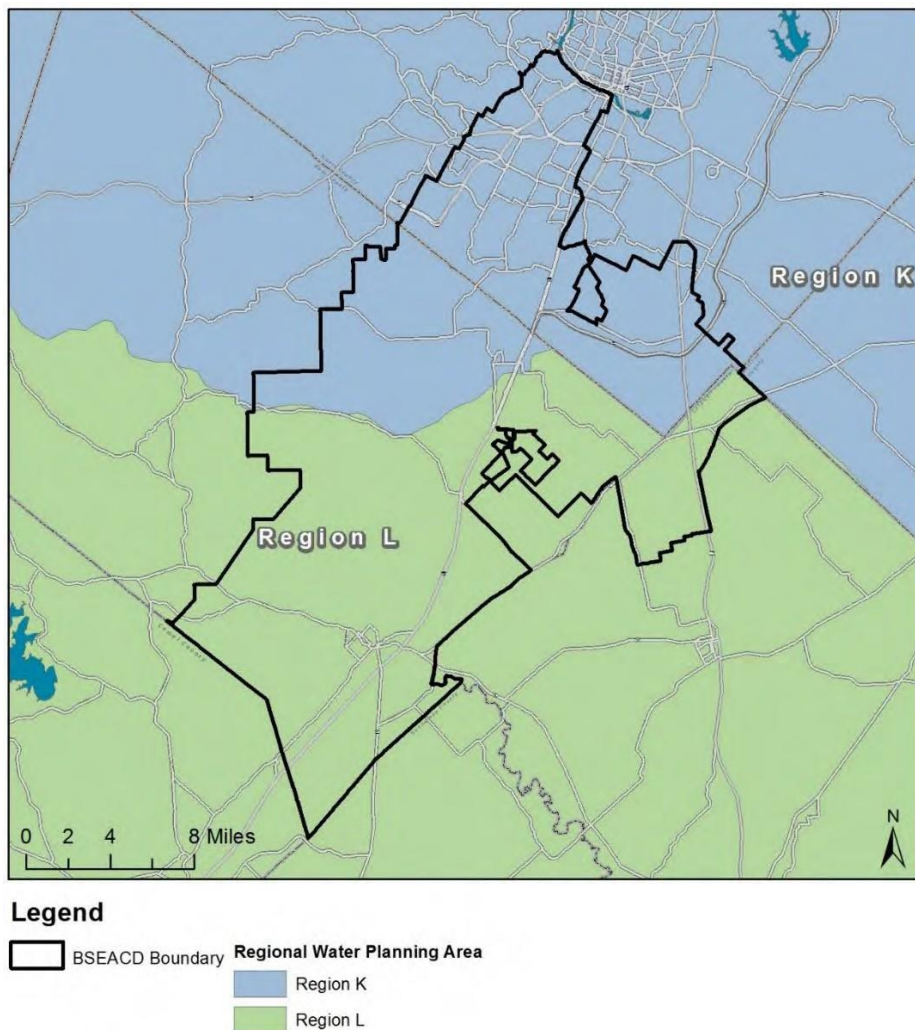 Region K
Region L
N
0 2 4 8 Miles
Legend
BSEACD Boundary
Regional Water Planning Area
Region K
Region L